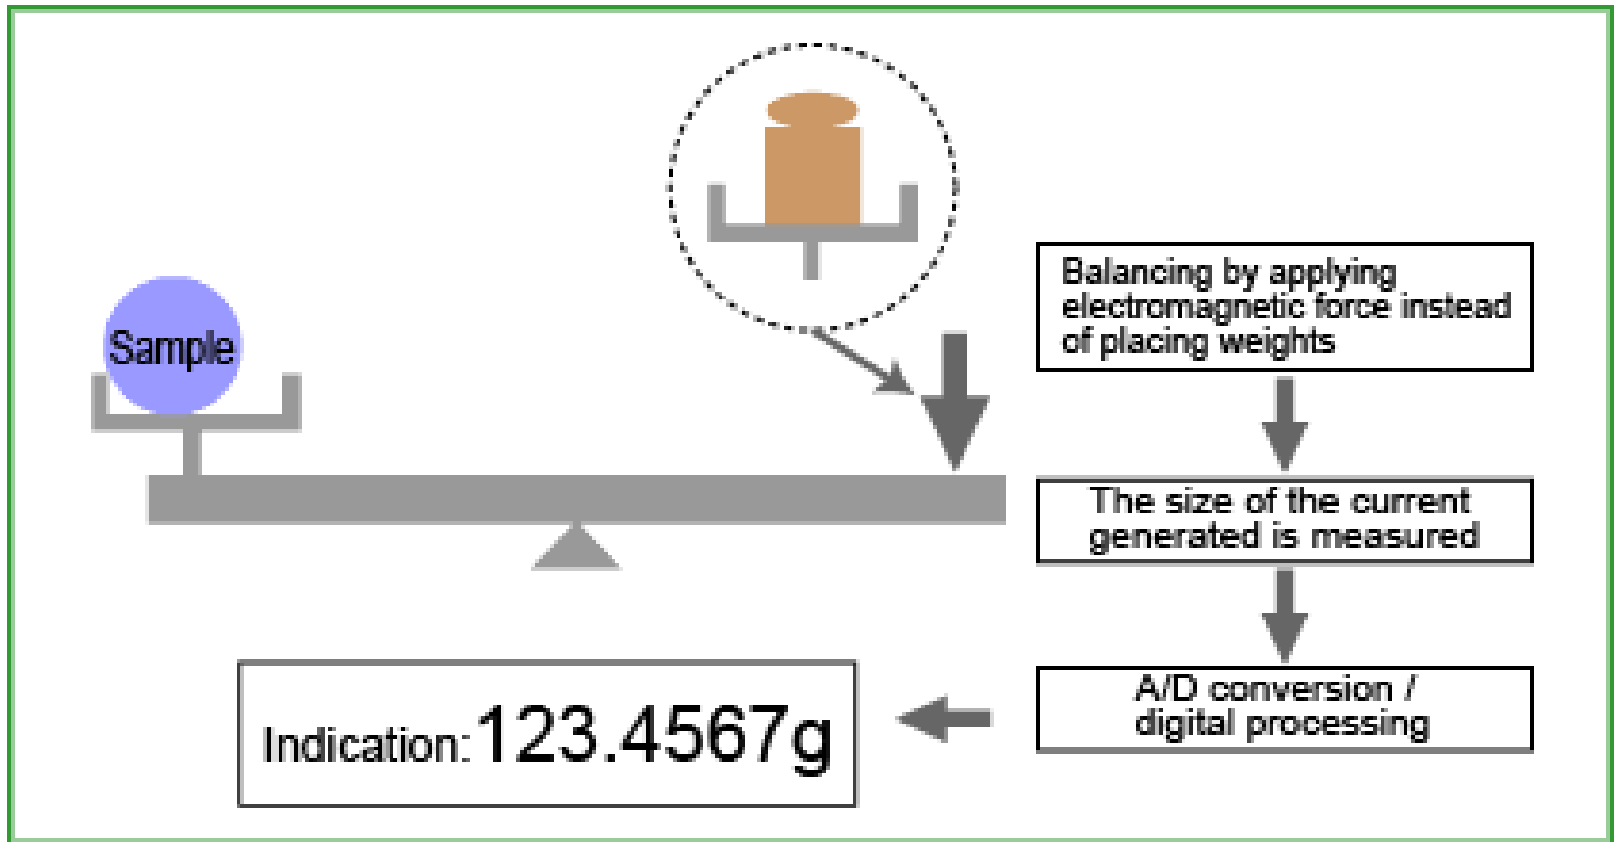 Sample
Balancing by applying
electromagnetic force instead
of placing weights
The size of the current
generated is measured
A/D conversion /
digital processing
Indication:123.4567g